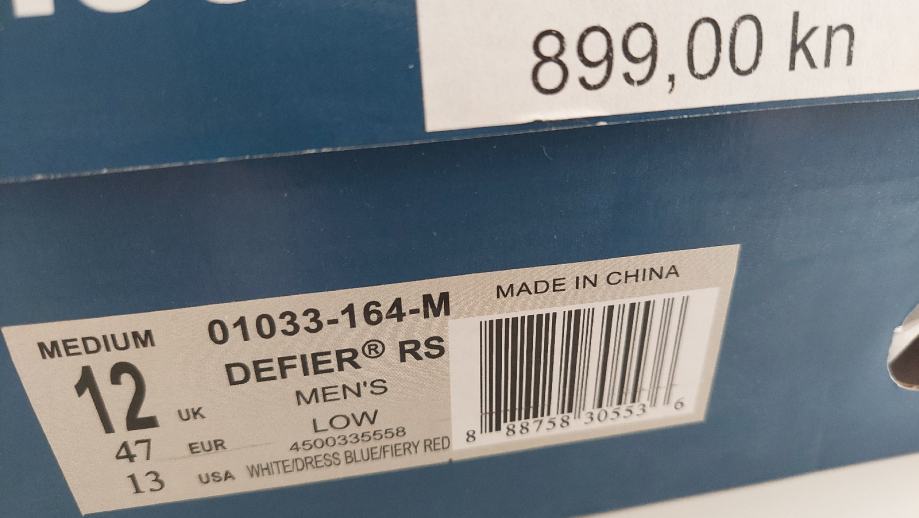 899,00 kn
MADE IN CHINA
MEDIUM
01033-164-M
DEFIER® RS
MEN'S
LOW
4500335558
WHITE/DRESS BLUE/FIERY RED
12 UK
47 EUR
13 USA
8 88758 30553 6